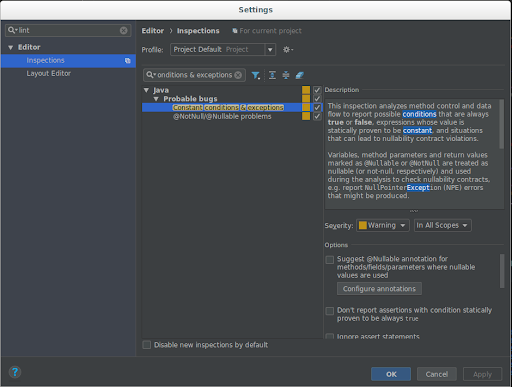 Settings
lint
Editor
Inspections
Layout Editor
Editor › Inspections For current project
Profile: Project Default Project
onditions & exceptions
Java
Probable bugs
Constant conditions & exceptions
@NotNull/@Nullable problems
Disable new inspections by default
Description
This inspection analyzes method control and data
flow to report possible conditions that are always
true or false, expressions whose value is
statically proven to be constant, and situations
that can lead to nullability contract violations.
Variables, method parameters and return values
marked as @Nullable or @NotNull are treated as
nullable (or not-null, respectively) and used
during the analysis to check nullability contracts,
e.g. report NullPointerException (NPE) errors
that might be produced.
Severity: Warning In All Scopes
Options
Suggest @Nullable annotation for
methods/fields/parameters where nullable
values are used
Configure annotations
Don't report assertions with condition statically
proven to be always true
Ignore assert statements
? OK Cancel Apply